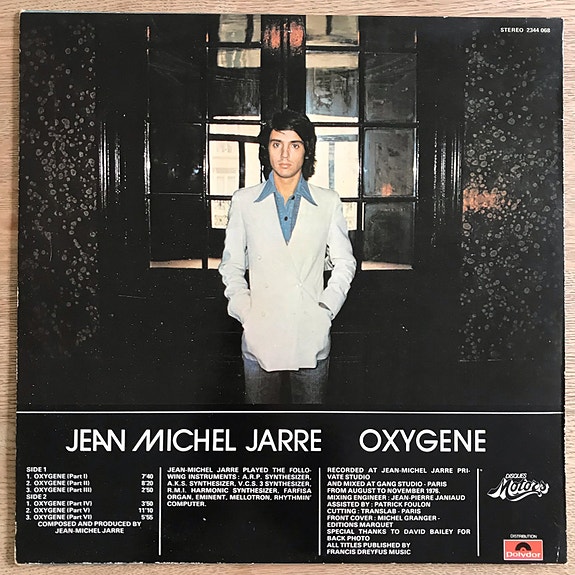 STEREO 2344 068
JEAN MICHEL JARRE OXYGENE
SIDE 1
1. OXYGENE (Part I) 7'40
2. OXYGENE (Part II) 8'20
3. OXYGENE (Part III) 2'50
SIDE 2
1. OXYGENE (Part IV) 3'50
2. OXYGENE (Part V) 11'10
3. OXYGENE (Part VI) 5'55
COMPOSED AND PRODUCED BY
JEAN-MICHEL JARRE
JEAN-MICHEL JARRE PLAYED THE FOLLO-
WING INSTRUMENTS : A.R.P. SYNTHESIZER,
A.K.S. SYNTHESIZER, V.C.S. 3 SYNTHESIZER,
R.M.I. HARMONIC SYNTHESIZER, FARFISA
ORGAN, EMINENT, MELLOTRON, RHYTHMIN'
COMPUTER.
RECORDED AT JEAN-MICHEL JARRE PRI-
VATE STUDIO
AND MIXED AT GANG STUDIO - PARIS
FROM AUGUST TO NOVEMBER 1976.
MIXING ENGINEER : JEAN-PIERRE JANIAUD
ASSISTED BY : PATRICK FOULON
CUTTING : TRANSLAB - PARIS
FRONT COVER : MICHEL GRANGER -
EDITIONS MARQUET
SPECIAL THANKS TO DAVID BAILEY FOR
BACK PHOTO
ALL TITLES PUBLISHED BY
FRANCIS DREYFUS MUSIC
DISQUES
Motors
DISTRIBUTION
Polydor